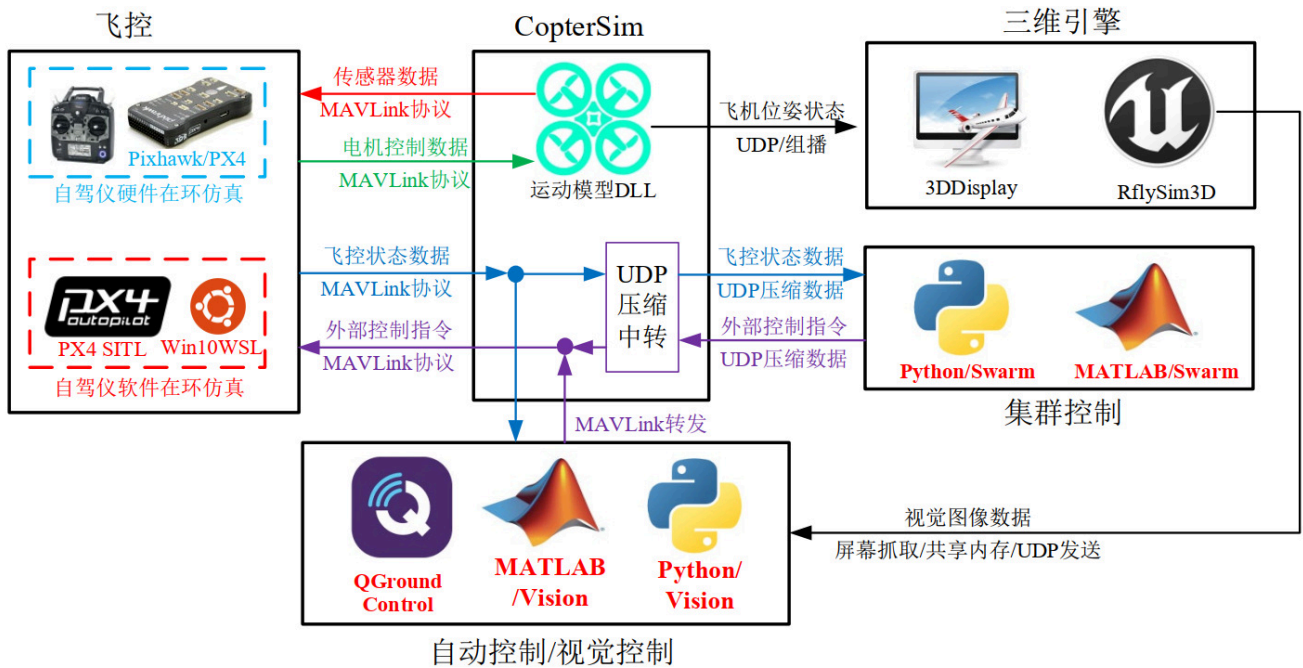 飞控
CopterSim
三维引擎
传感器数据
MAVLink协议
电机控制数据
MAVLink协议
Pixhawk/PX4
自驾仪硬件在环仿真
运动模型DLL
飞机位姿状态
UDP/组播
3DDisplay
RflySim3D
px4
autopilot
PX4 SITL
Win10WSL
自驾仪软件在环仿真
飞控状态数据
MAVLink协议
外部控制指令
MAVLink协议
UDP
压缩
中转
飞控状态数据
UDP压缩数据
外部控制指令
UDP压缩数据
Python/Swarm
MATLAB/Swarm
集群控制
MAVLink转发
QGround
Control
MATLAB
/Vision
Python/
Vision
视觉图像数据
屏幕抓取/共享内存/UDP发送
自动控制/视觉控制